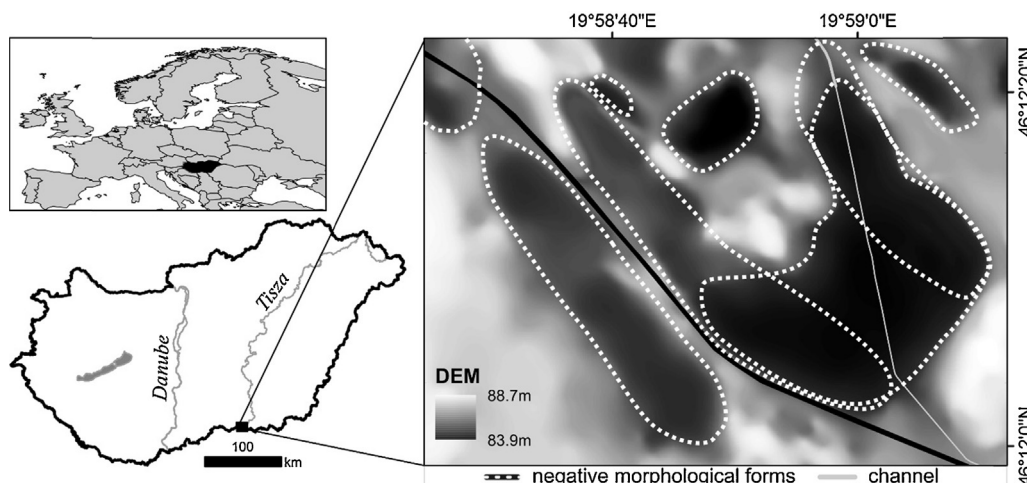 19°58'40"E 19°59'0"E
46°12'20"N
Tisza
Danube
DEM
88.7m
83.9m
100
km
46°12'0"N
negative morphological forms channel